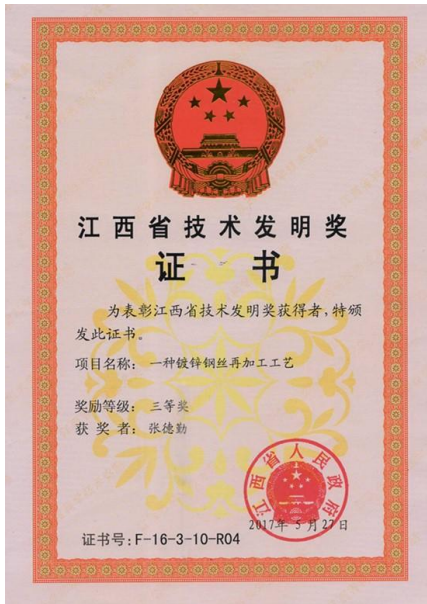 江西省技术发明奖
证书
为表彰江西省技术发明奖获得者,特颁
发此证书。
项目名称: 一种镀锌钢丝再加工工艺
奖励等级: 三等奖
获 奖 者: 张德勤
江西省人民政府
2017年 5月27日
证书号: F-16-3-10-R04